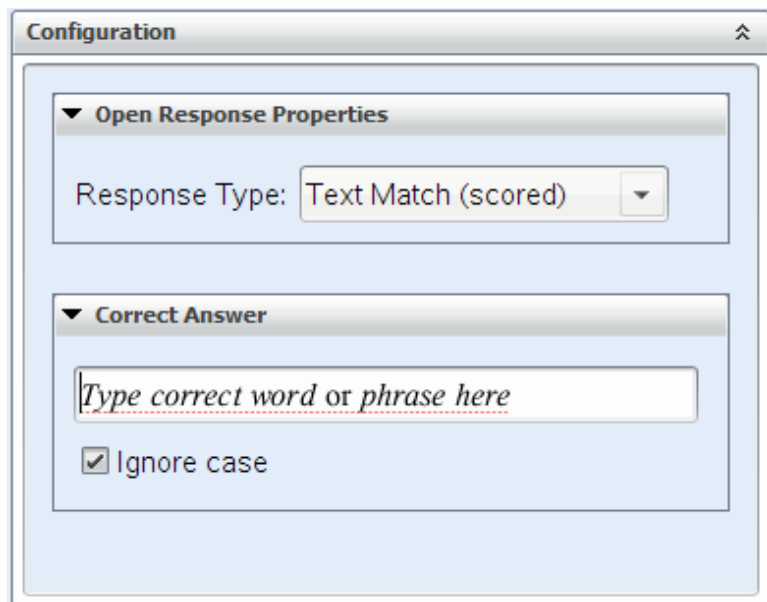 Configuration
Open Response Properties
Response Type: Text Match (scored)
Correct Answer
Type correct word or phrase here
Ignore case